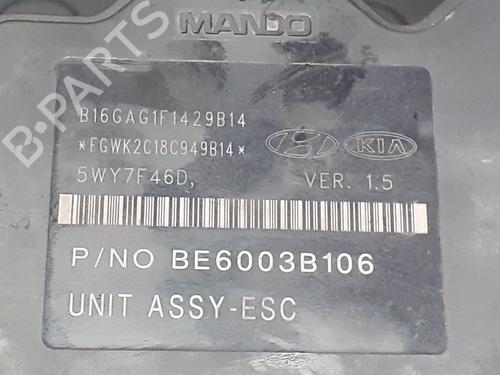 MANDO
B16GAG1F1429B14
*FGWK2C18C949B14*
KIA
5WY7F46D,
VER. 1.5
P/NO BE6003B106
UNIT ASSY-ESC
B-PARTS